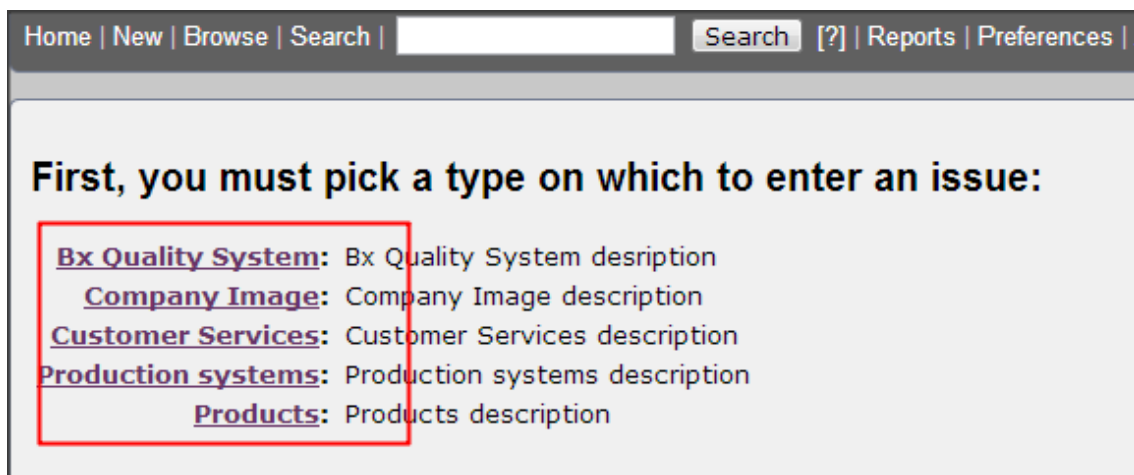 Home | New | Browse | Search | Search [?] | Reports | Preferences |
First, you must pick a type on which to enter an issue:
Bx Quality System: Bx Quality System desription
Company Image: Company Image description
Customer Services: Customer Services description
Production systems: Production systems description
Products: Products description